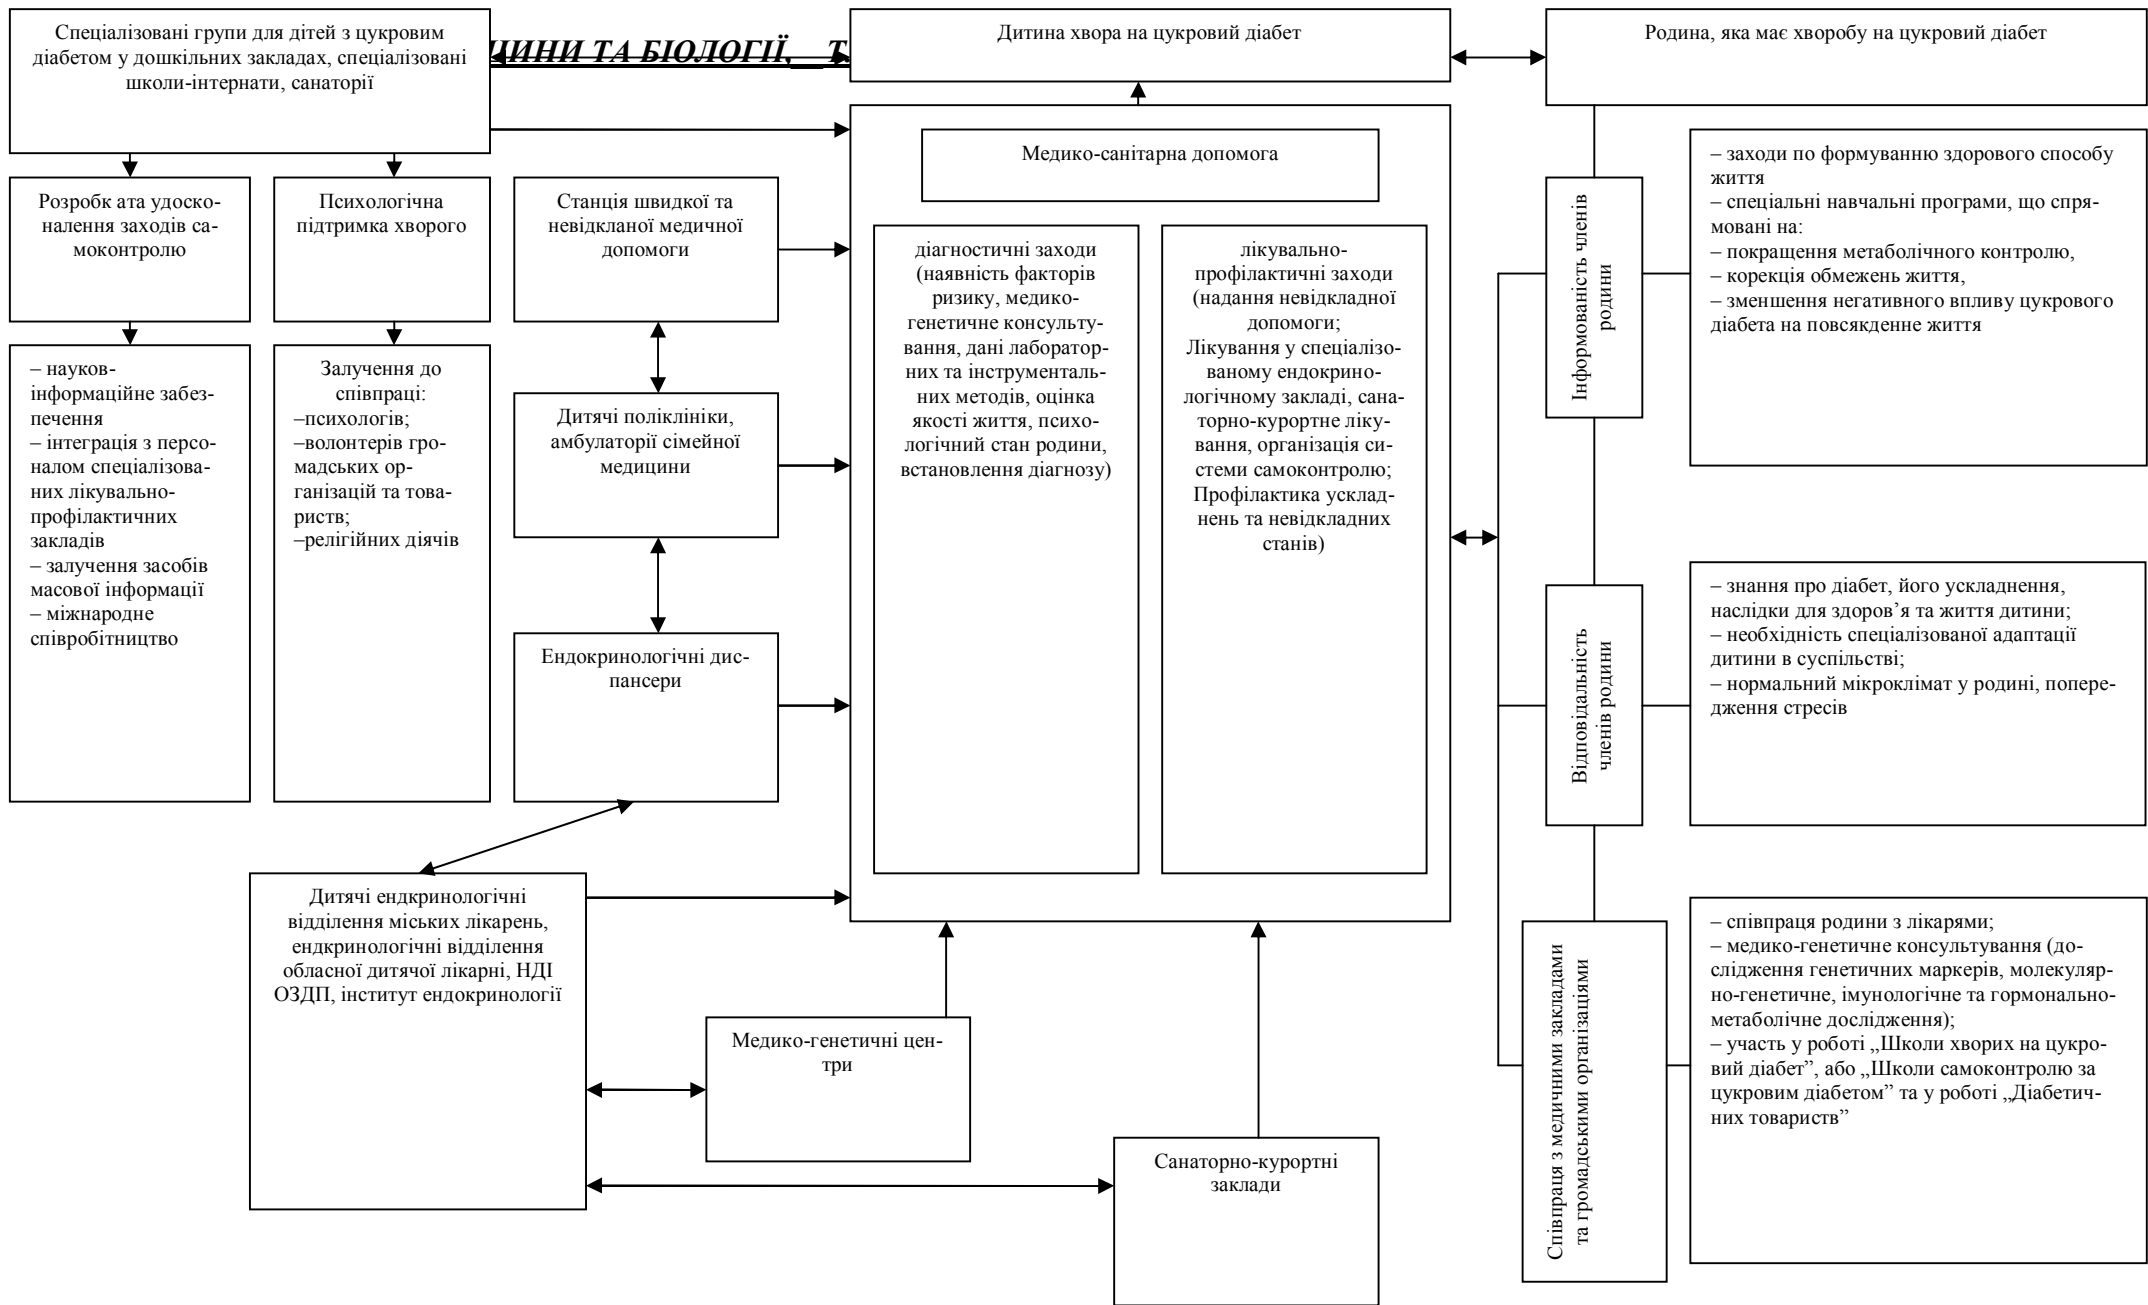 Спеціалізовані групи для дітей з цукровим
діабетом у дошкільних закладах, спеціалізовані
школи-інтернати, санаторії
ЦИНИ ТА БІОЛОГІЇ,
Дитина хвора на цукровий діабет
Родина, яка має хворобу на цукровий діабет
Розробк ата удоско-
налення заходів са-
моконтролю
Психологічна
підтримка хворого
Станція швидкої та
невідкланої медичної
допомоги
Медико-санітарна допомога
діагностичні заходи
(наявність факторів
ризику, медико-
генетичне консульту-
вання, дані лаборатор-
них та інструменталь-
них методів, оцінка
якості життя, психо-
логічний стан родини,
встановлення діагнозу)
лікувально-
профілактичні заходи
(надання невідкладної
допомоги;
Лікування у спеціалізо-
ваному ендокрино-
логічному закладі, сана-
торно-курортне ліку-
вання, організація си-
стеми самоконтролю;
Профілактика усклад-
нень та невідкладних
станів)
Інформованість членів
родини
– заходи по формуванню здорового способу
життя
– спеціальні навчальні програми, що спря-
мовані на:
– покращення метаболічного контролю,
– корекція обмежень життя,
– зменшення негативного впливу цукрового
діабета на повсякденне життя
– науков-
інформаційне забез-
печення
– інтеграція з персо-
налом спеціалізова-
них лікувально-
профілактичних
закладів
– залучення засобів
масової інформації
– міжнародне
співробітництво
Залучення до
співпраці:
–психологів;
–волонтерів гро-
мадських ор-
ганізацій та това-
риств;
–релігійних діячів
Дитячі поліклініки,
амбулаторії сімейної
медицини
Ендокринологічні дис-
пансери
Відповідальність
членів родини
– знання про діабет, його ускладнення,
наслідки для здоров’я та життя дитини;
– необхідність спеціалізованої адаптації
дитини в суспільстві;
– нормальний мікроклімат у родині, попере-
дження стресів
Дитячі ендкринологічні
відділення міських лікарень,
ендкринологічні відділення
обласної дитячої лікарні, НДІ
ОЗДП, інститут ендокринології
Медико-генетичні цен-
три
Санаторно-курортні
заклади
Співпраця з медичними закладами
та громадськими організаціями
– співпраця родини з лікарями;
– медико-генетичне консультування (до-
слідження генетичних маркерів, молекуляр-
но-генетичне, імунологічне та гормонально-
метаболічне дослідження);
– участь у роботі „Школи хворих на цукро-
вий діабет”, або „Школи самоконтролю за
цукровим діабетом” та у роботі „Діабетич-
них товариств”